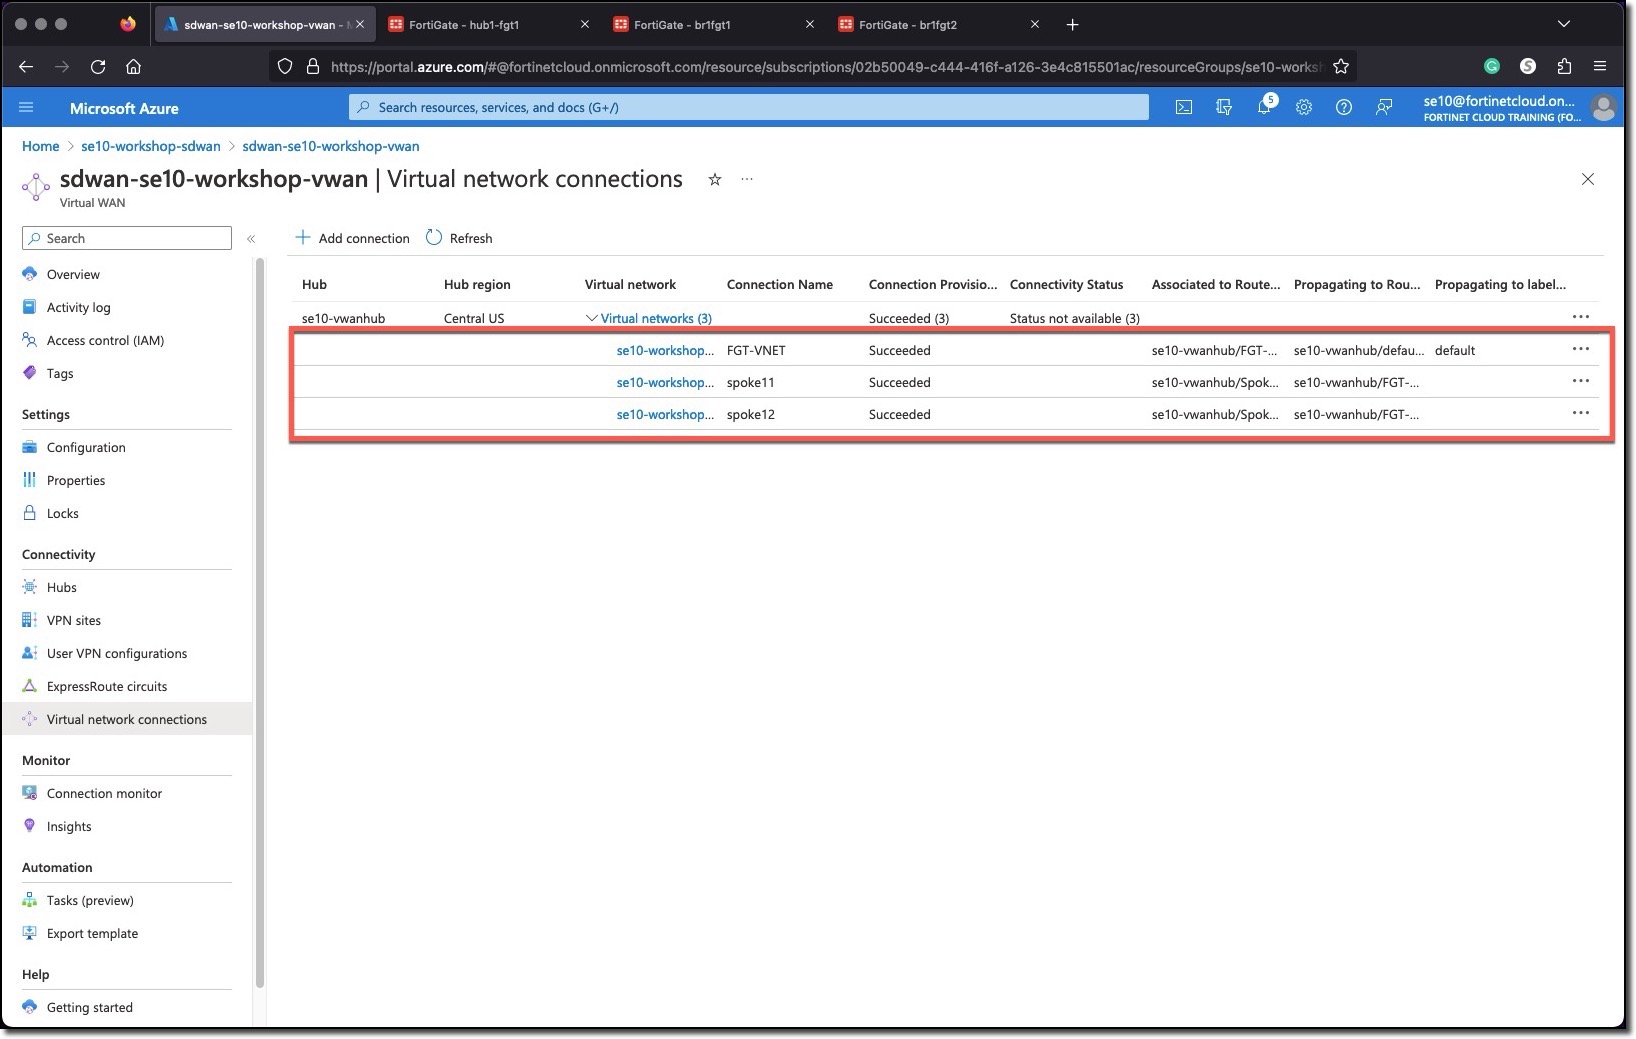 sdwan-se10-workshop-vwan -
FortiGate - hub1-fgt1
FortiGate - br1fgt1
FortiGate - br1fgt2
https://portal.azure.com/#@fortinetcloud.onmicrosoft.com/resource/subscriptions/02b50049-c444-416f-a126-3e4c815501ac/resourceGroups/se10-worksh
Microsoft Azure
Search resources, services, and docs (G+/)
5
se10@fortinetcloud.on...
FORTINET CLOUD TRAINING (FO...
Home > se10-workshop-sdwan > sdwan-se10-workshop-vwan
sdwan-se10-workshop-vwan | Virtual network connections
Virtual WAN
Search
Add connection
Refresh
Overview
Activity log
Access control (IAM)
Tags
Settings
Configuration
Properties
Locks
Connectivity
Hubs
VPN sites
User VPN configurations
ExpressRoute circuits
Virtual network connections
Monitor
Connection monitor
Insights
Automation
Tasks (preview)
Export template
Help
Getting started
Hub Hub region Virtual network Connection Name Connection Provisio... Connectivity Status Associated to Route... Propagating to Rou... Propagating to label...
se10-vwanhub Central US Virtual networks (3) Succeeded (3) Status not available (3)
se10-workshop... FGT-VNET Succeeded se10-vwanhub/FGT-... se10-vwanhub/defau... default
se10-workshop... spoke11 Succeeded se10-vwanhub/Spok... se10-vwanhub/FGT-...
se10-workshop... spoke12 Succeeded se10-vwanhub/Spok... se10-vwanhub/FGT-...